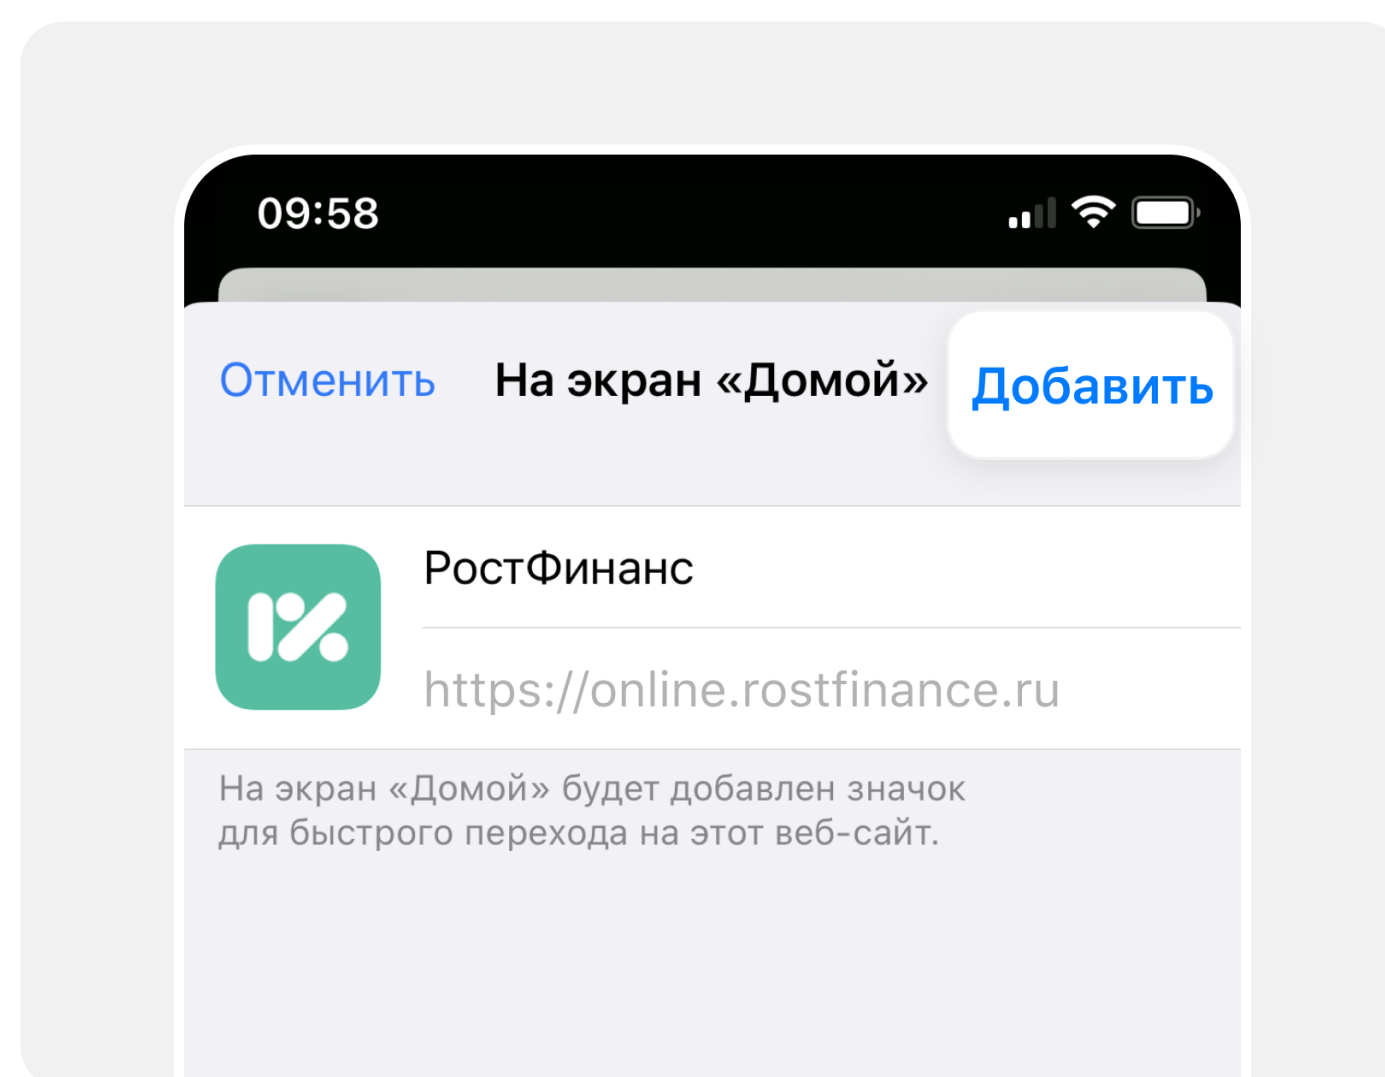 09:58
Отменить На экран «Домой» Добавить
РостФинанс
https://online.rostfinance.ru
На экран «Домой» будет добавлен значок
для быстрого перехода на этот веб-сайт.